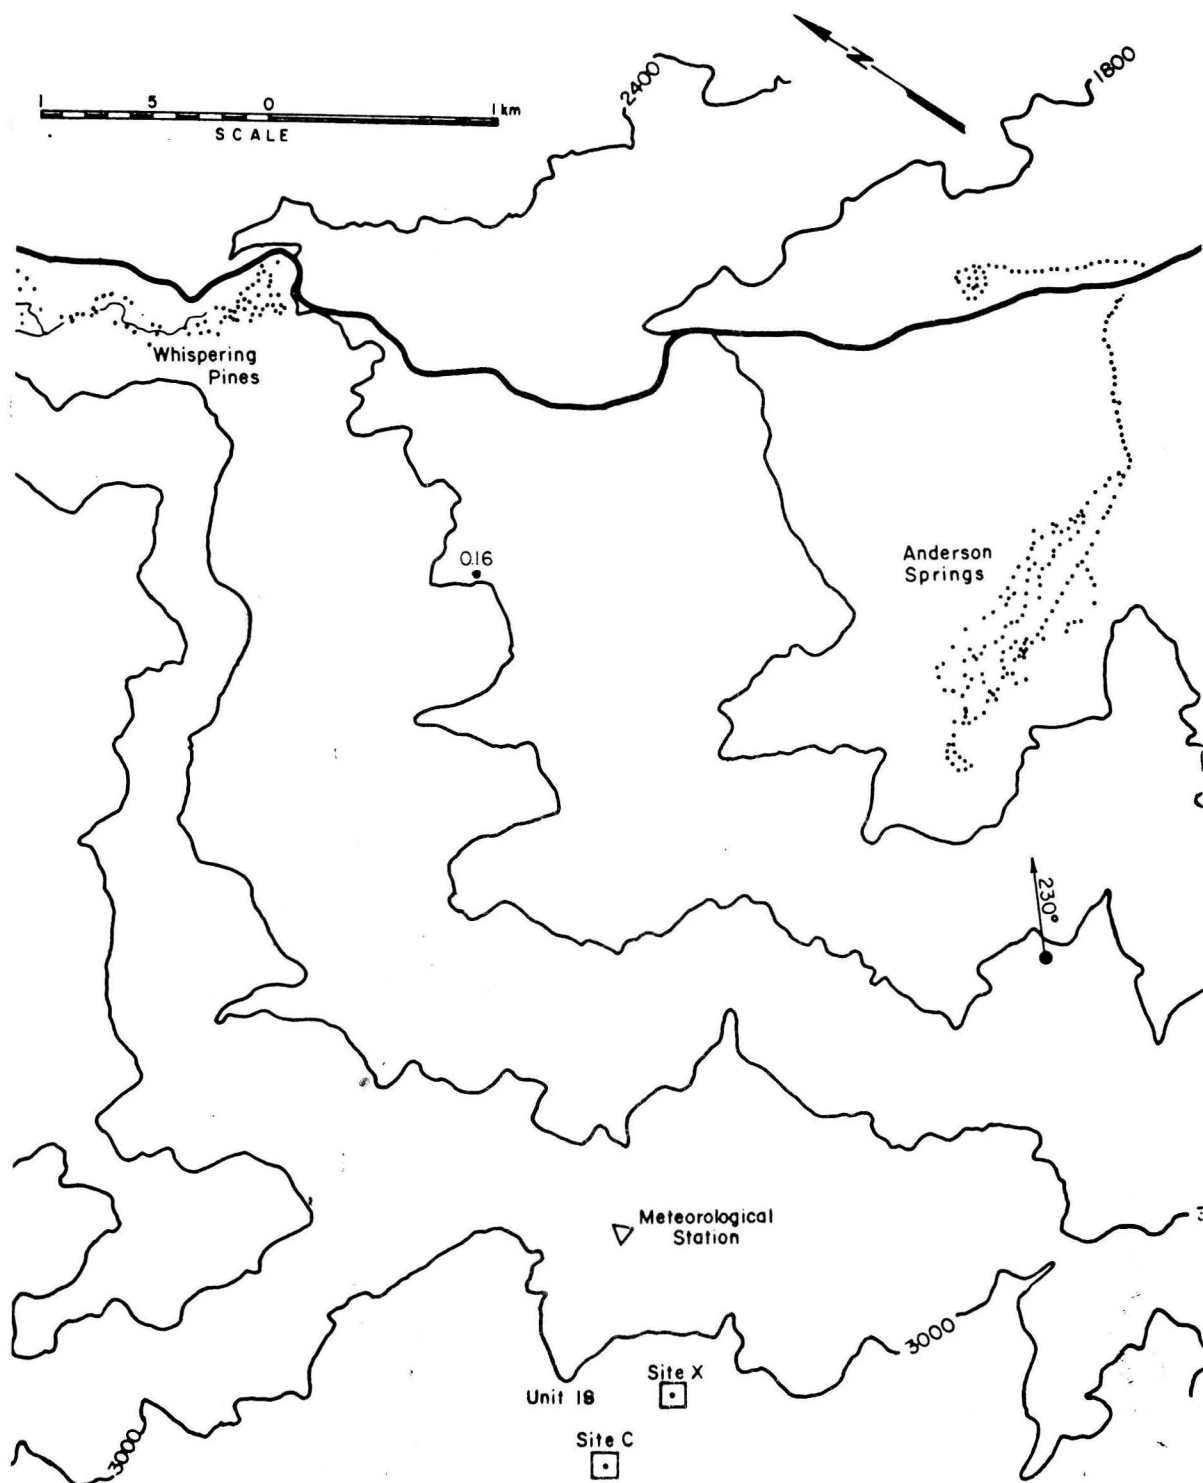 N
2400
1800
1 5 0 1 km
SCALE
Whispering
Pines
0.16
Anderson
Springs
230°
Meteorological
Station
3
3000
Site X
Unit 18
Site C
3000